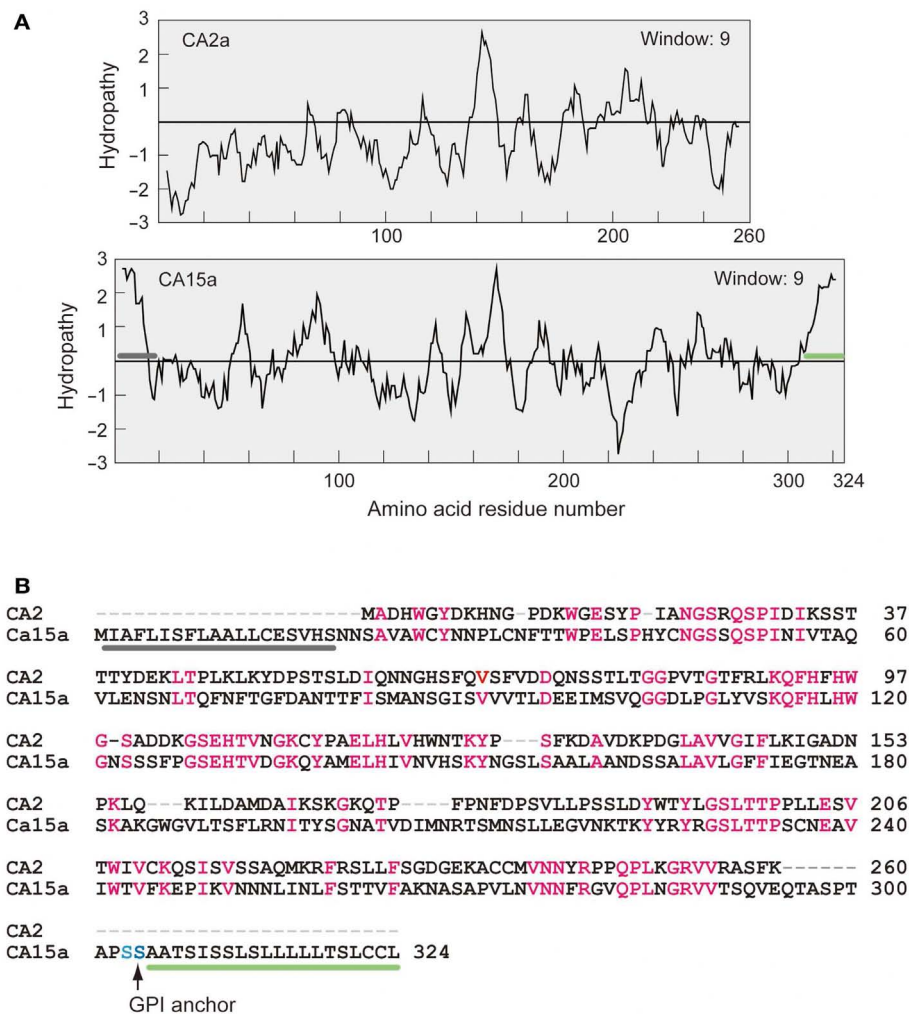 A
3
2
1
−1
−2
−3
Hydropathy
CA2a
Window: 9
100
200
260
3
2
1
0
−1
−2
−3
Hydropathy
CA15a
Window: 9
100
200
300
324
Amino acid residue number
B
CA2 ---------------------MADHWGYDKHNG-PDKWGESYP-IANGSRQSPIDIKSST 37
Ca15a MIAFLISFLAALLCESVHSNNSAVAWCYNNPLCNFTTWPELSPHYCNGSSQSPINIVTAQ 60
CA2 TTYDEKLTPLKLKYDPSTSLDIQNNGHSFQVSFVDDQNSSTLTGGPVTGTFRLKQFHFHW 97
CA15a VLENSNLTQFNFTGFDANTTFISMANSGISVVVTLDEEIMSVQGGDLPGLYVSKQFHLHW 120
CA2 G-SADDKGSEHTVNGKCYPAELHLVHWNTKYP---SFKDAVDKPDGLAVVGIFLKIGADN 153
CA15a GNSSSFPGSEHTVDGKQYAMELHIVNVHSKYNGSLSAALAANDSSALAVLGFFIEGTNEA 180
CA2 PKLQ---KILDAMDAIKSKGKQTP----FPNFDPSVLLPSSLDYWTYLGSLTTPPLLESV 206
Ca15a SKAKGWGVLTSFLRNITYSGNATVDIMNRTSMNSLLEGVNKTKYYRYRGSLTTPSCNEAV 240
CA2 TWIVCKQSISVSSAQMKRFRSLLFSGDGEKACCMVNNYRPPQPLKGRVVRASFK------ 260
CA15a IWTVFKEPIKVNNNLINLFSTTVFAKNASAPVLNVNNFRGVQPLNGRVVTSQVEQTASPT 300
CA2 ------------------------
CA15a APSSAATSISSLSLLLLLTSLCCL 324
GPI anchor